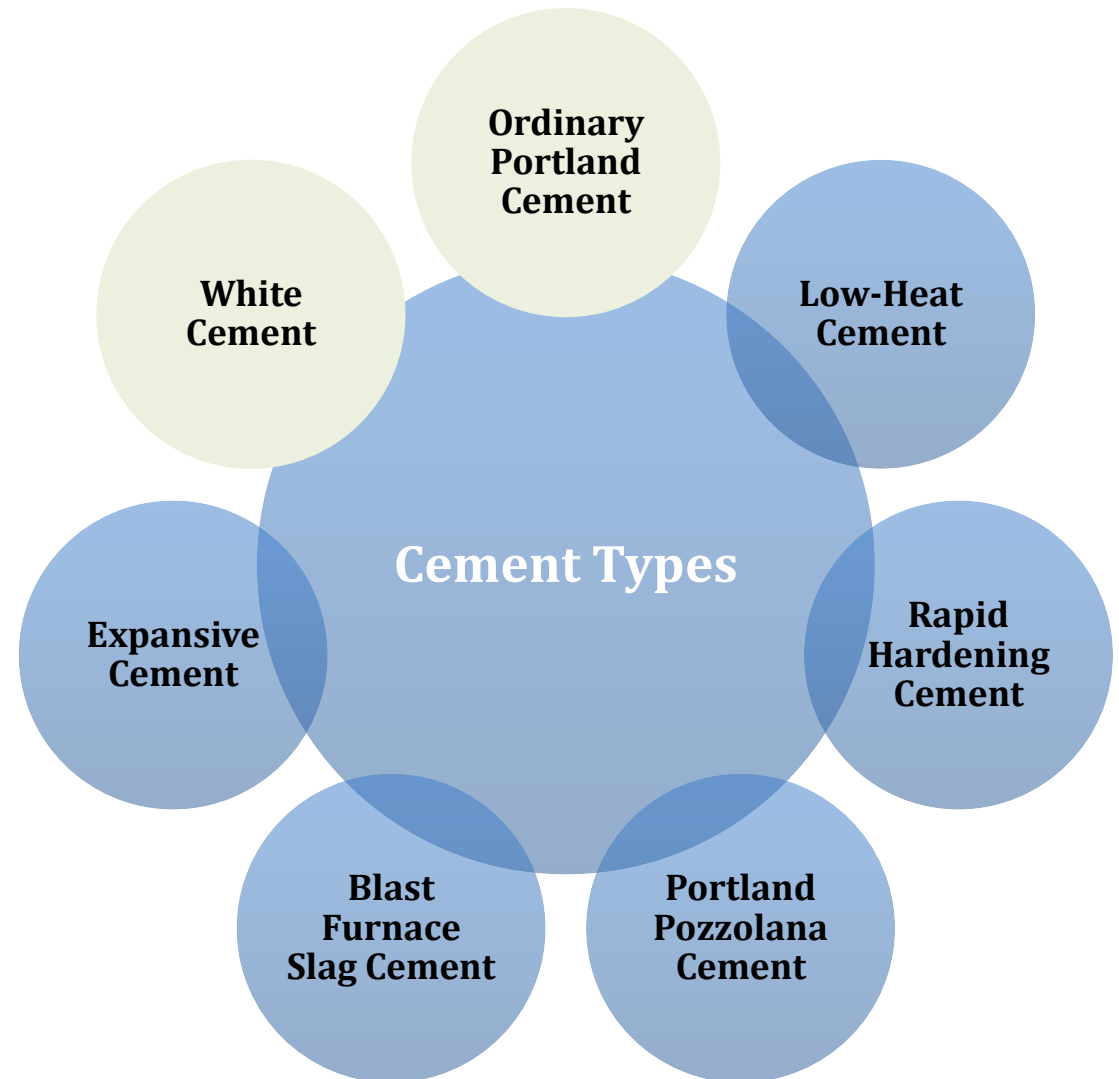 Ordinary
Portland
Cement
Low-Heat
Cement
Rapid
Hardening
Cement
Portland
Pozzolana
Cement
Blast
Furnace
Slag Cement
Expansive
Cement
White
Cement
Cement Types